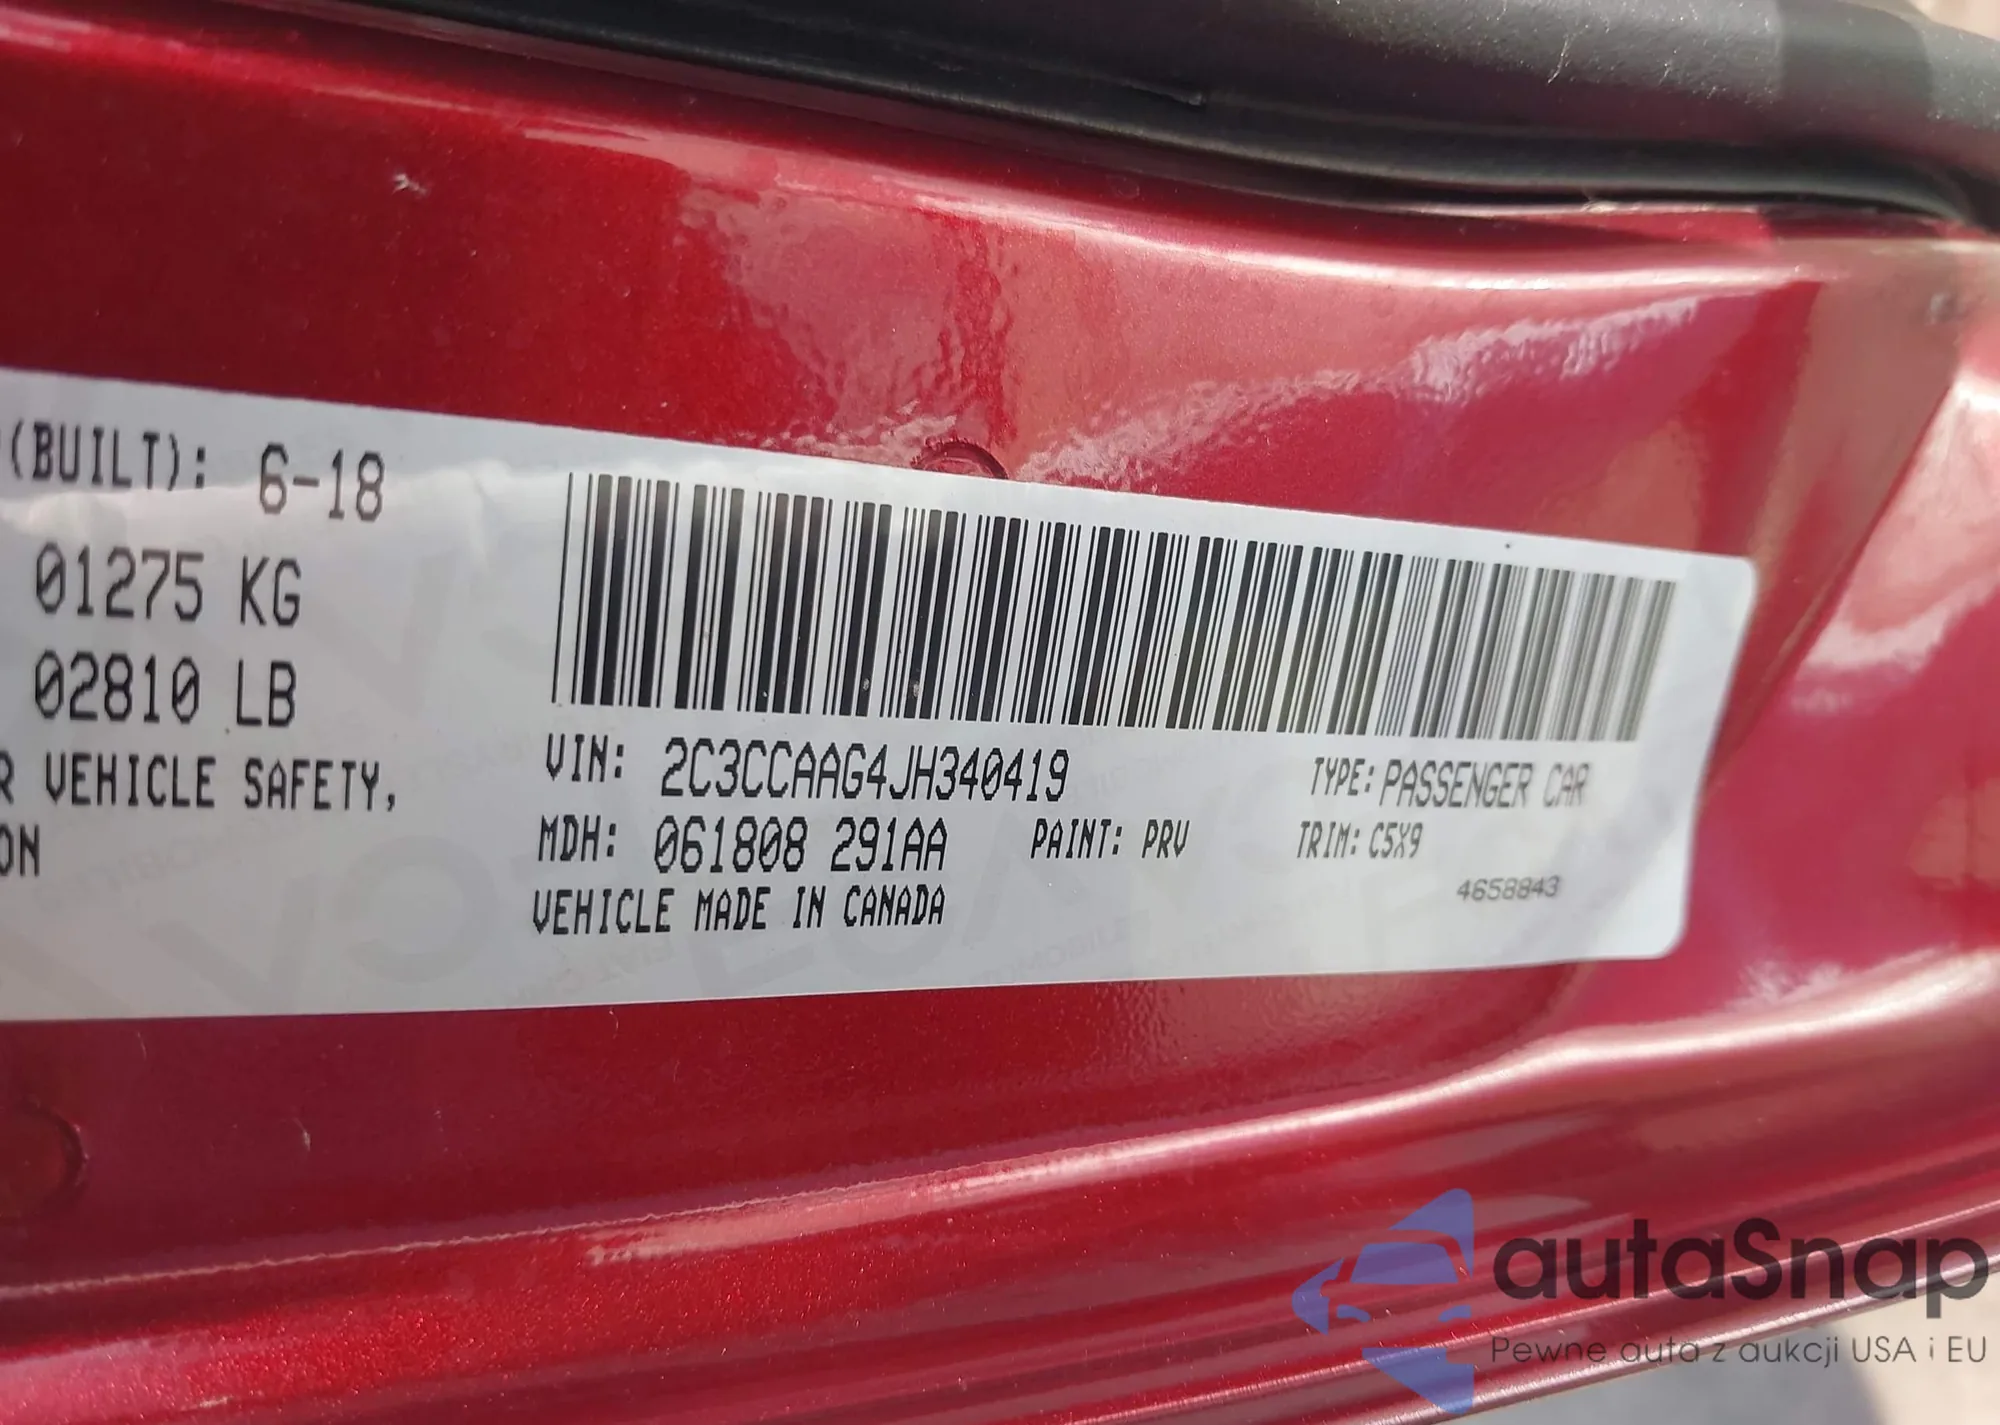 (BUILT): 6-18
01275 KG
02810 LB
R VEHICLE SAFETY,
ON
VIN: 2C3CCAAG4JH340419
TYPE: PASSENGER CAR
MDH: 061808 291AA
PAINT: PRV
TRIM: C5X9
VEHICLE MADE IN CANADA
4658843
autaSnap
Pewne auta z aukcji USA i EU